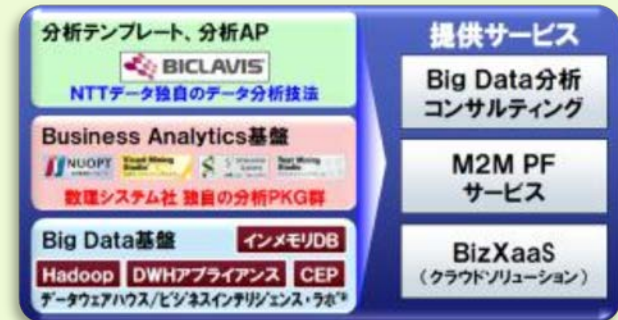 分析テンプレート、分析AP
BICLAVIS
NTTデータ独自のデータ分析技法
Business Analytics基盤
NUOPT Visual Mining Studio Text Mining Studio
数理システム社 独自の分析PKG群
Big Data基盤 インメモリDB
Hadoop DWHアプライアンス CEP
データウェアハウス/ビジネスインテリジェンス・ラボ®
提供サービス
Big Data分析
コンサルティング
M2M PF
サービス
BizXaaS
(クラウドソリューション)